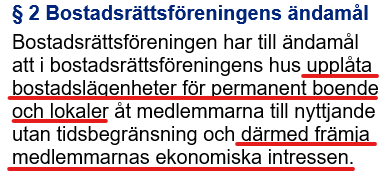 § 2 Bostadsrättsföreningens ändamål
Bostadsrättsföreningen har till ändamål
att i bostadsrättsföreningens hus upplåta
bostadslägenheter för permanent boende
och lokaler åt medlemmarna till nyttjande
utan tidsbegränsning och därmed främja
medlemmarnas ekonomiska intressen.